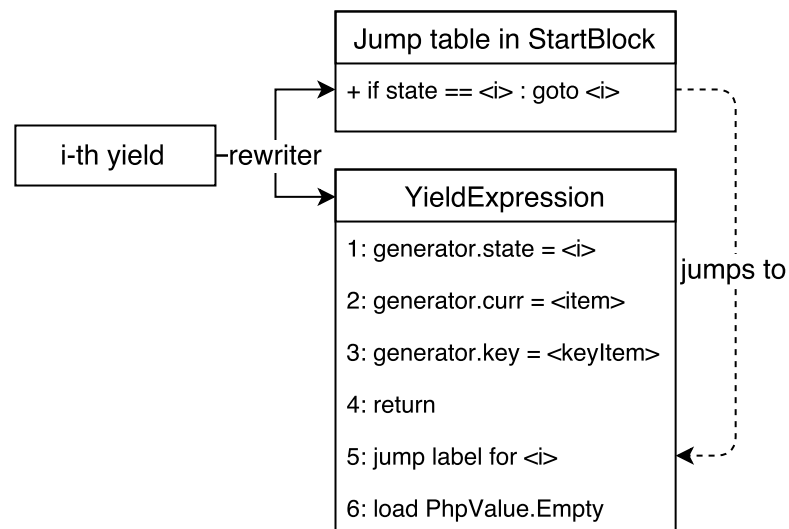 Jump table in StartBlock
+ if state == <i> : goto <i>
i-th yield
rewriter
YieldExpression
1: generator.state = <i>
2: generator.curr = <item>
3: generator.key = <keyItem>
4: return
5: jump label for <i>
6: load PhpValue.Empty
jumps to